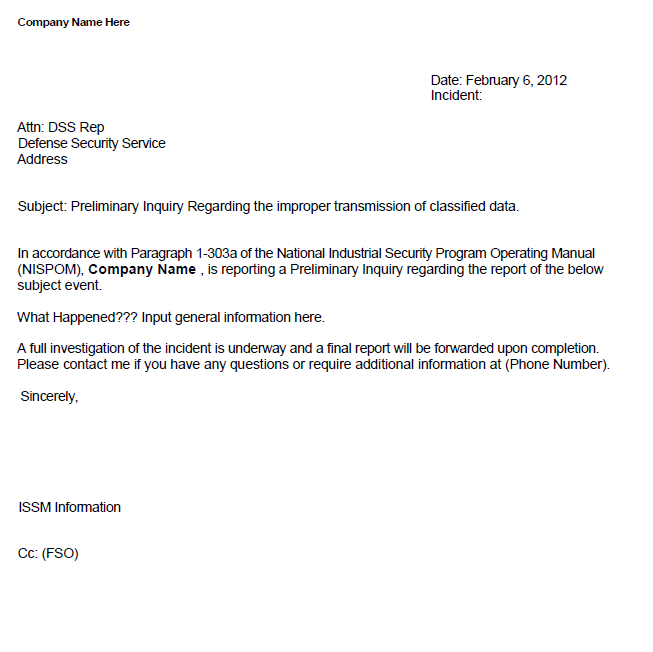 Company Name Here
Date: February 6, 2012
Incident:
Attn: DSS Rep
Defense Security Service
Address
Subject: Preliminary Inquiry Regarding the improper transmission of classified data.
In accordance with Paragraph 1-303a of the National Industrial Security Program Operating Manual
(NISPOM), Company Name , is reporting a Preliminary Inquiry regarding the report of the below
subject event.
What Happened??? Input general information here.
A full investigation of the incident is underway and a final report will be forwarded upon completion.
Please contact me if you have any questions or require additional information at (Phone Number).
Sincerely,
ISSM Information
Cc: (FSO)